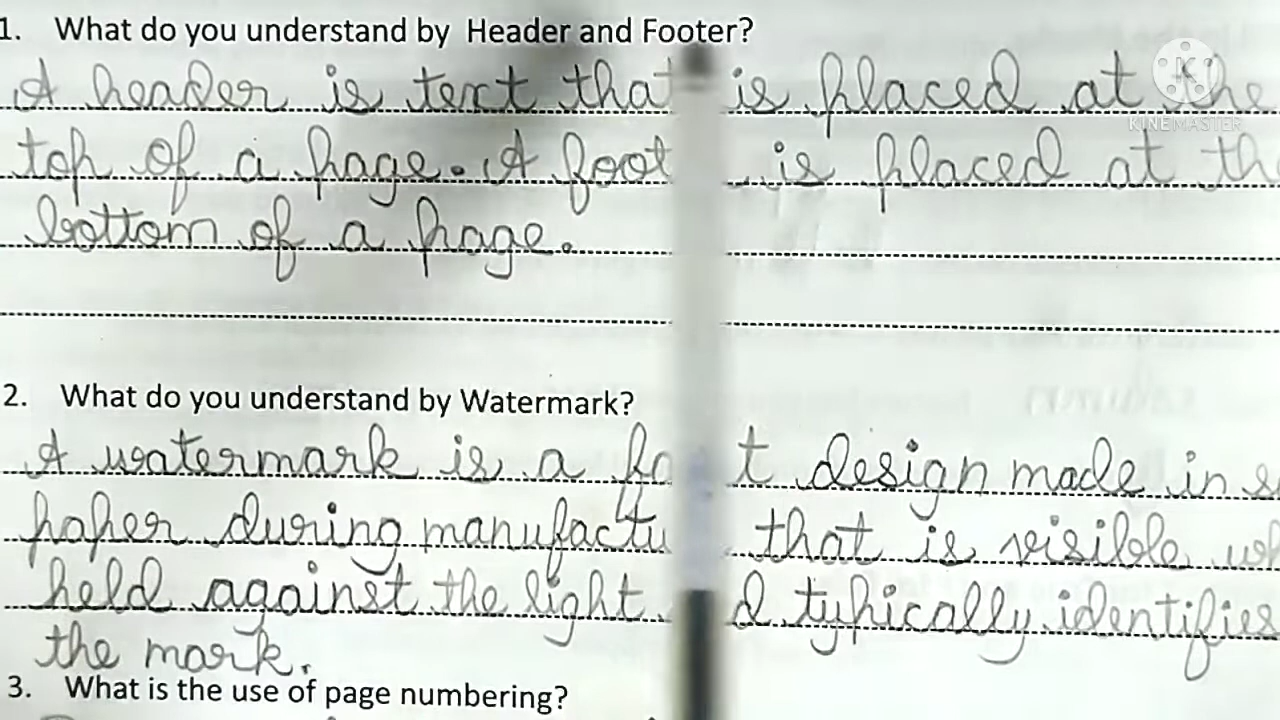 1. What do you understand by Header and Footer?
A header is text that is placed at the
KINEMASTER
top of a page. A foot is placed at the
bottom of a page.
2. What do you understand by Watermark?
A watermark is a design made in
paper during manufactu that is visible
held against the light typically identifies
the mark.
3. What is the use of page numbering?